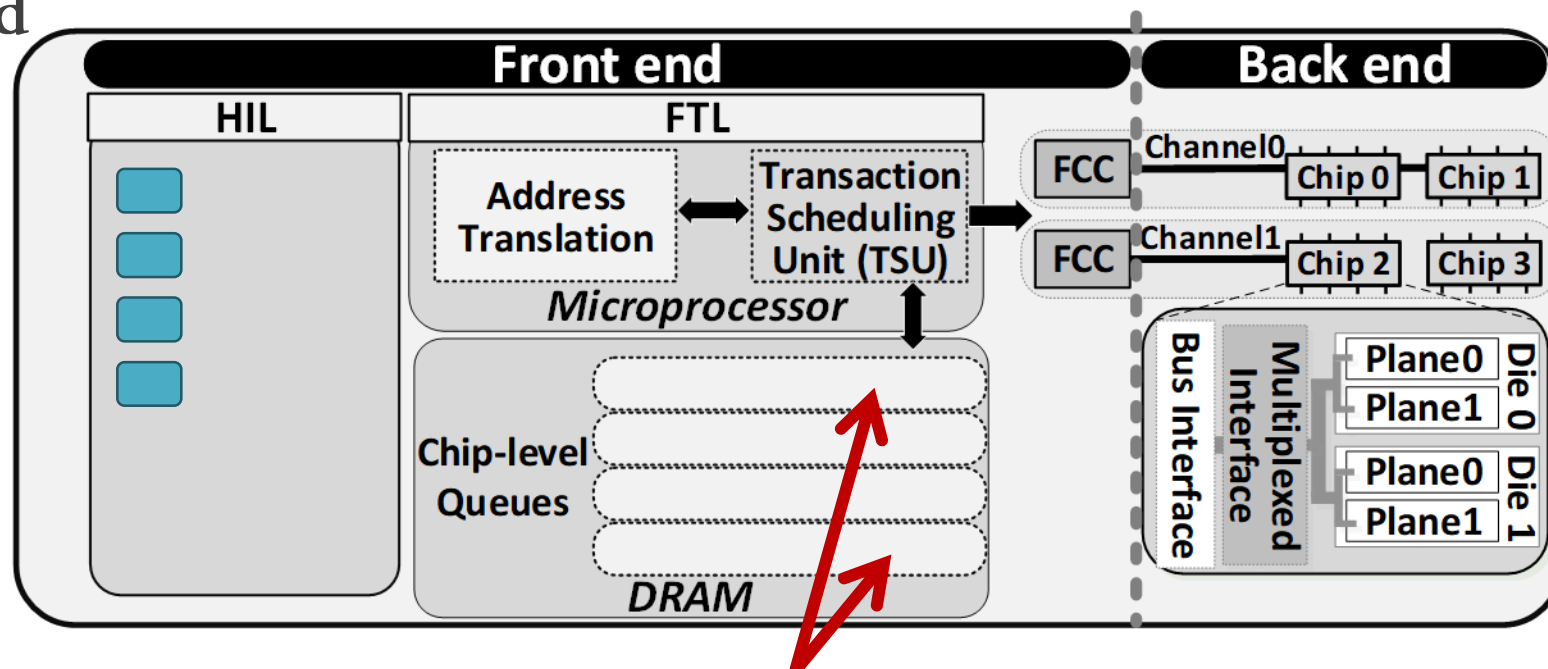 d
Front end
Back end
HIL
FTL
Address
Translation
Transaction
Scheduling
Unit (TSU)
Microprocessor
Chip-level
Queues
DRAM
FCC
Channel0
Chip 0
Chip 1
FCC
Channel1
Chip 2
Chip 3
Bus Interface
Multiplexed
Interface
Plane0
Plane1
Die 0
Plane0
Plane1
Die 1